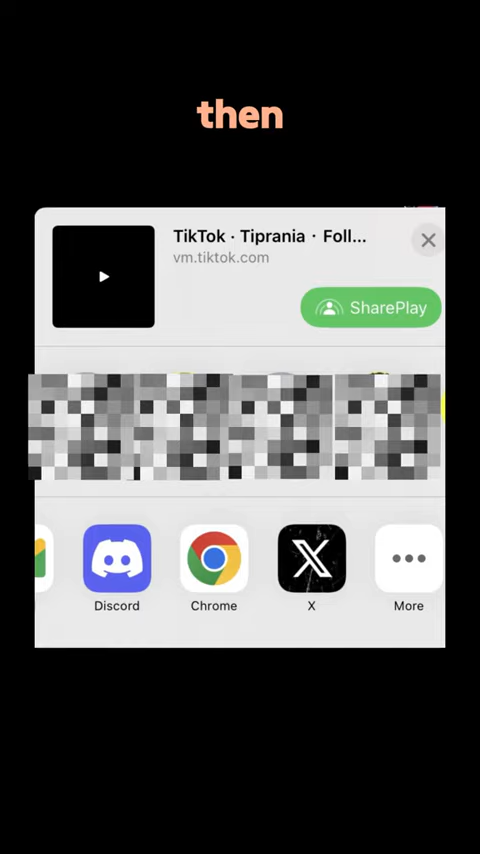 then
TikTok · Tiprania · Foll...
vm.tiktok.com
SharePlay
Discord
Chrome
X
More